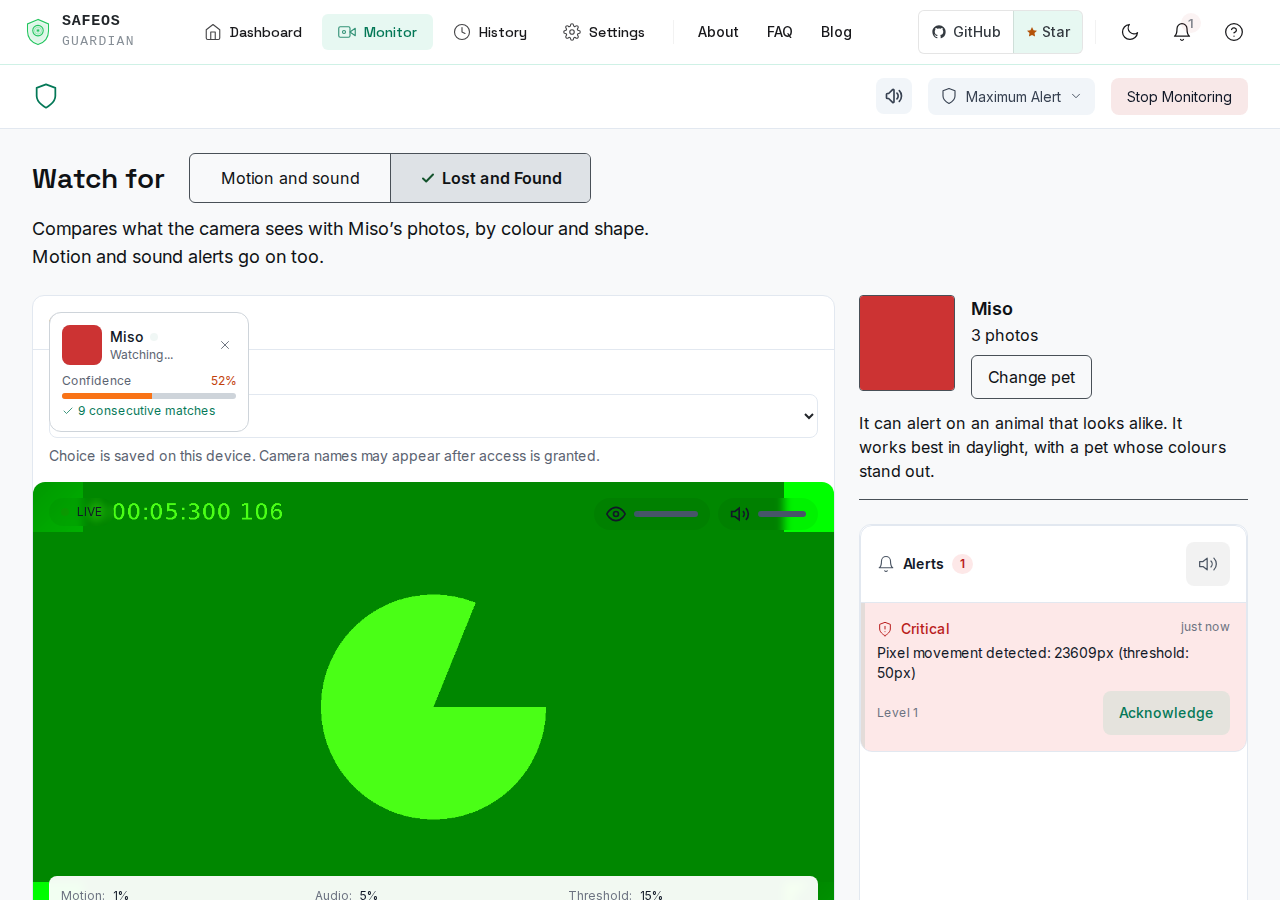 SAFEOS
GUARDIAN
Dashboard
Monitor
History
Settings
About
FAQ
Blog
GitHub
Star
1
Maximum Alert
Stop Monitoring
Watch for
Motion and sound
Lost and Found
Compares what the camera sees with Miso’s photos, by colour and shape.
Motion and sound alerts go on too.
Miso
Watching...
Confidence
52%
9 consecutive matches
Choice is saved on this device. Camera names may appear after access is granted.
LIVE
00:05:300 106
Motion: 1%
Audio: 5%
Threshold: 15%
Miso
3 photos
Change pet
It can alert on an animal that looks alike. It
works best in daylight, with a pet whose colours
stand out.
Alerts
1
Critical
just now
Pixel movement detected: 23609px (threshold:
50px)
Level 1
Acknowledge